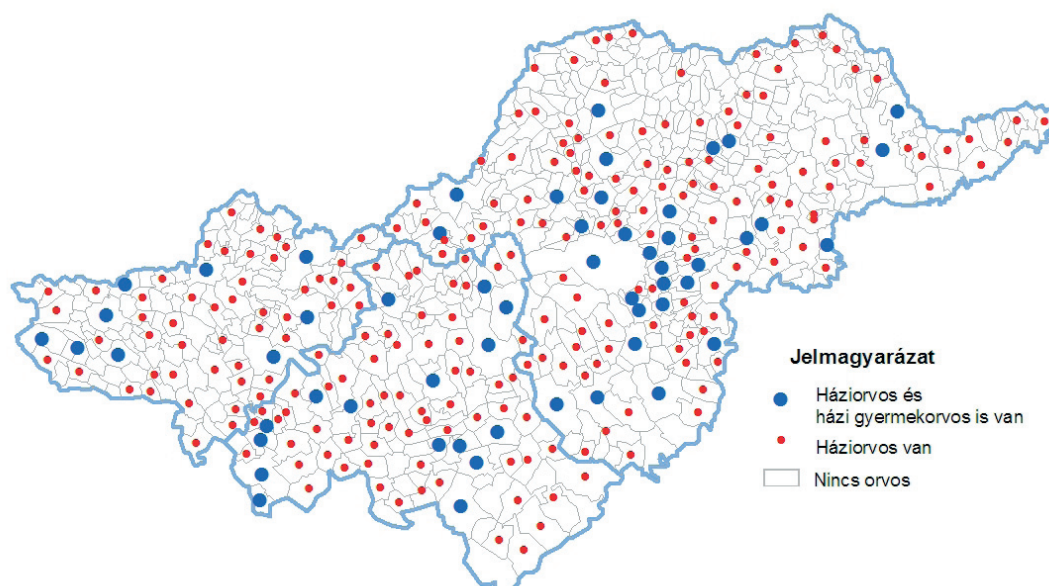 Jelmagyarázat
Háziorvos és
házi gyermekorvos is van
Háziorvos van
Nincs orvos